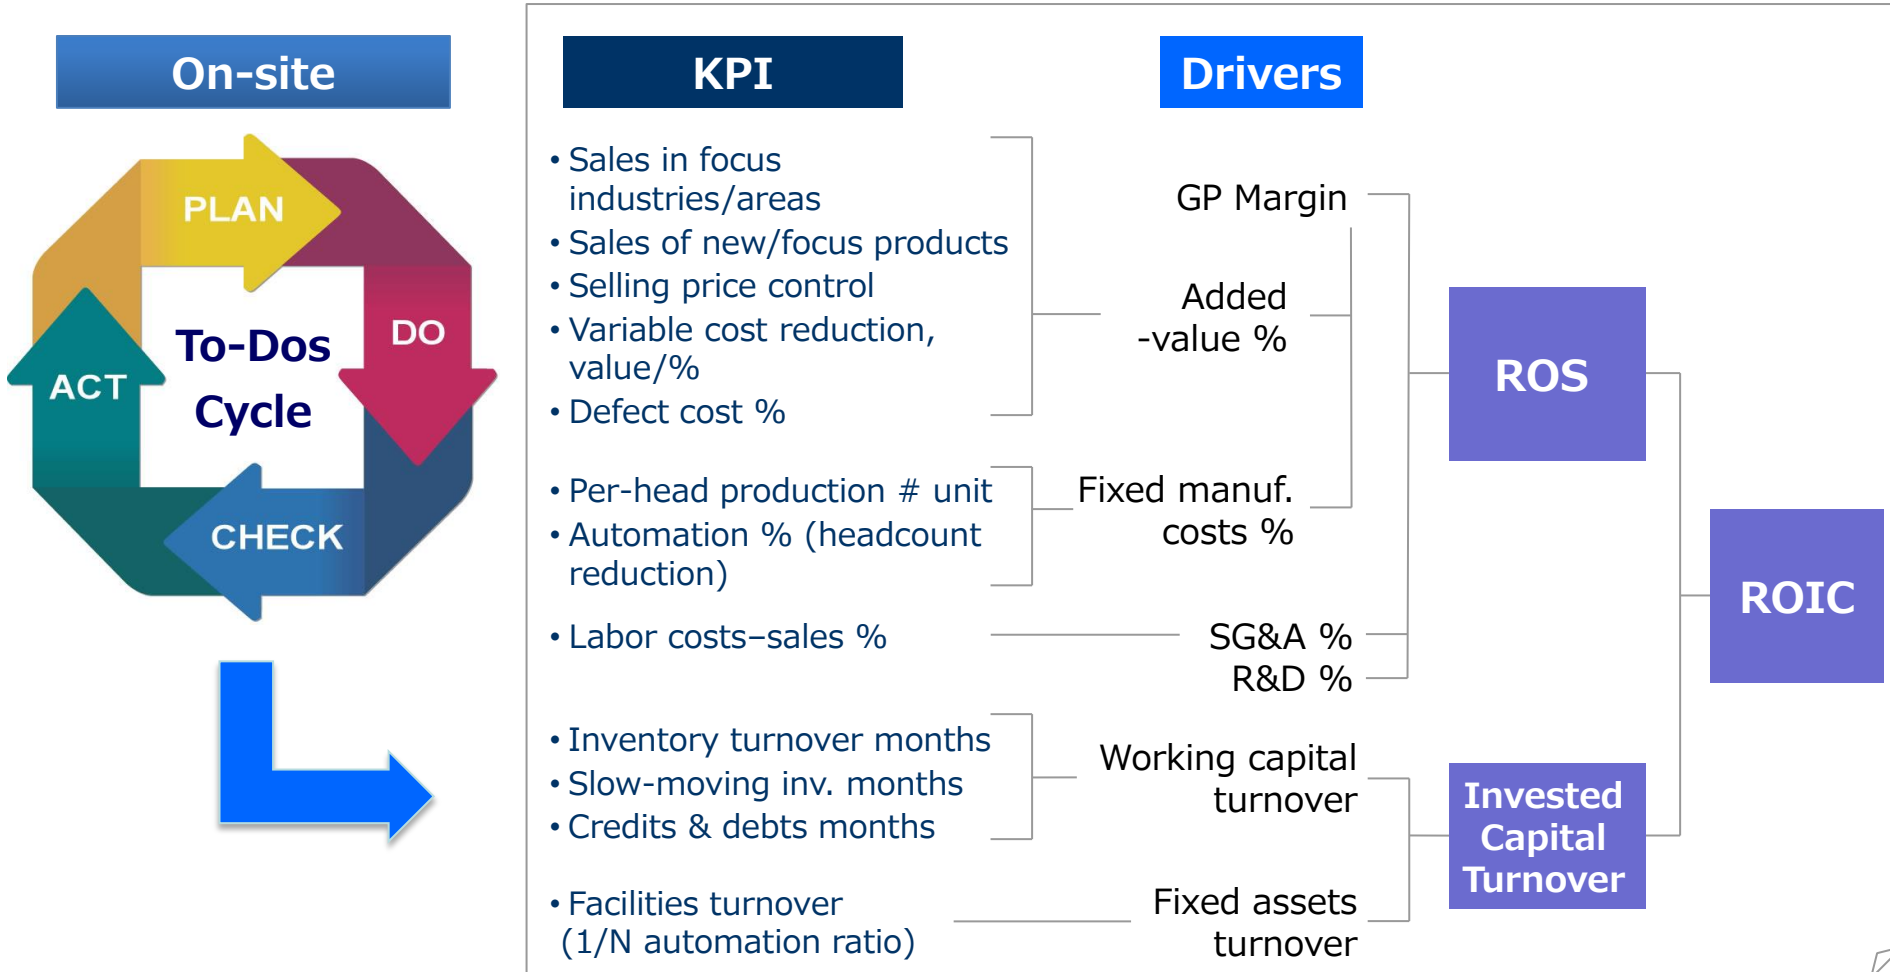 On-site
PLAN
DO
CHECK
ACT
To-Dos
Cycle
KPI
• Sales in focus
industries/areas
• Sales of new/focus products
• Selling price control
• Variable cost reduction,
value/%
• Defect cost %
• Per-head production # unit
• Automation % (headcount
reduction)
• Labor costs–sales %
• Inventory turnover months
• Slow-moving inv. months
• Credits & debts months
• Facilities turnover
(1/N automation ratio)
Drivers
GP Margin
Added
-value %
Fixed manuf.
costs %
SG&A %
R&D %
Working capital
turnover
Fixed assets
turnover
ROS
Invested
Capital
Turnover
ROIC